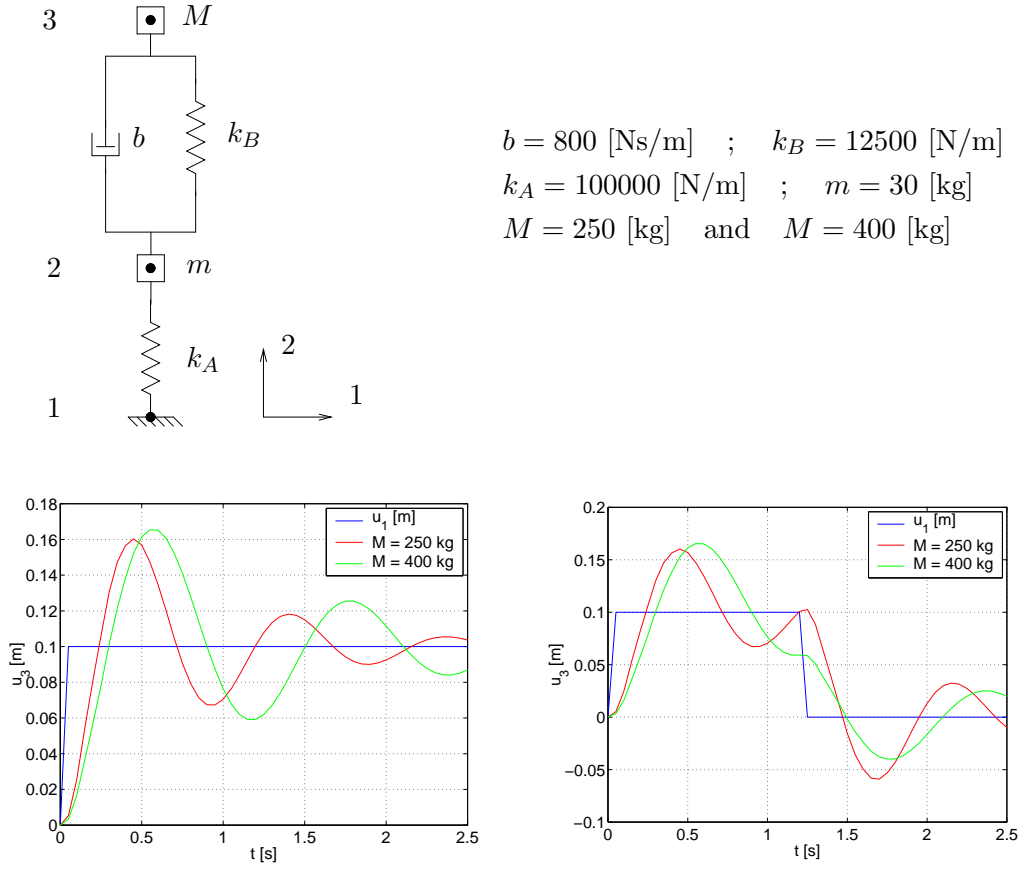 3
M
b
k_B
2
m
k_A
1
2
1
b = 800 [Ns/m] ; k_B = 12500 [N/m]
k_A = 100000 [N/m] ; m = 30 [kg]
M = 250 [kg] and M = 400 [kg]
0.18
0.16
0.14
0.12
0.1
0.08
0.06
0.04
0.02
0
u_3 [m]
u_1 [m]
M = 250 kg
M = 400 kg
0 0.5 1 1.5 2 2.5
t [s]
0.2
0.15
0.1
0.05
0
−0.05
−0.1
u_3 [m]
u_1 [m]
M = 250 kg
M = 400 kg
0 0.5 1 1.5 2 2.5
t [s]